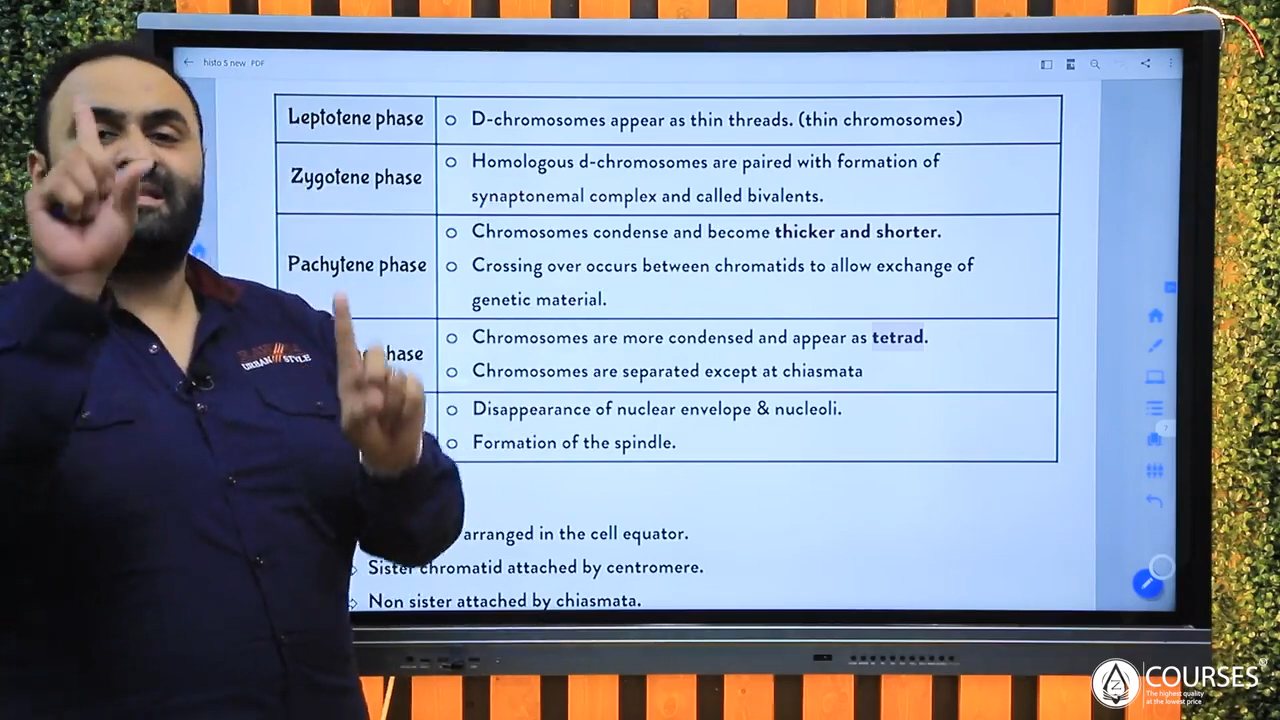 histo 5 new PDF
Leptotene phase
D-chromosomes appear as thin threads. (thin chromosomes)
Zygotene phase
Homologous d-chromosomes are paired with formation of
synaptonemal complex and called bivalents.
Pachytene phase
Chromosomes condense and become thicker and shorter.
Crossing over occurs between chromatids to allow exchange of
genetic material.
hase
Chromosomes are more condensed and appear as tetrad.
Chromosomes are separated except at chiasmata
Disappearance of nuclear envelope & nucleoli.
Formation of the spindle.
arranged in the cell equator.
Sister chromatid attached by centromere.
Non sister attached by chiasmata.
7
URBAN STYLE
Z
COURSES
The highest quality
at the lowest price